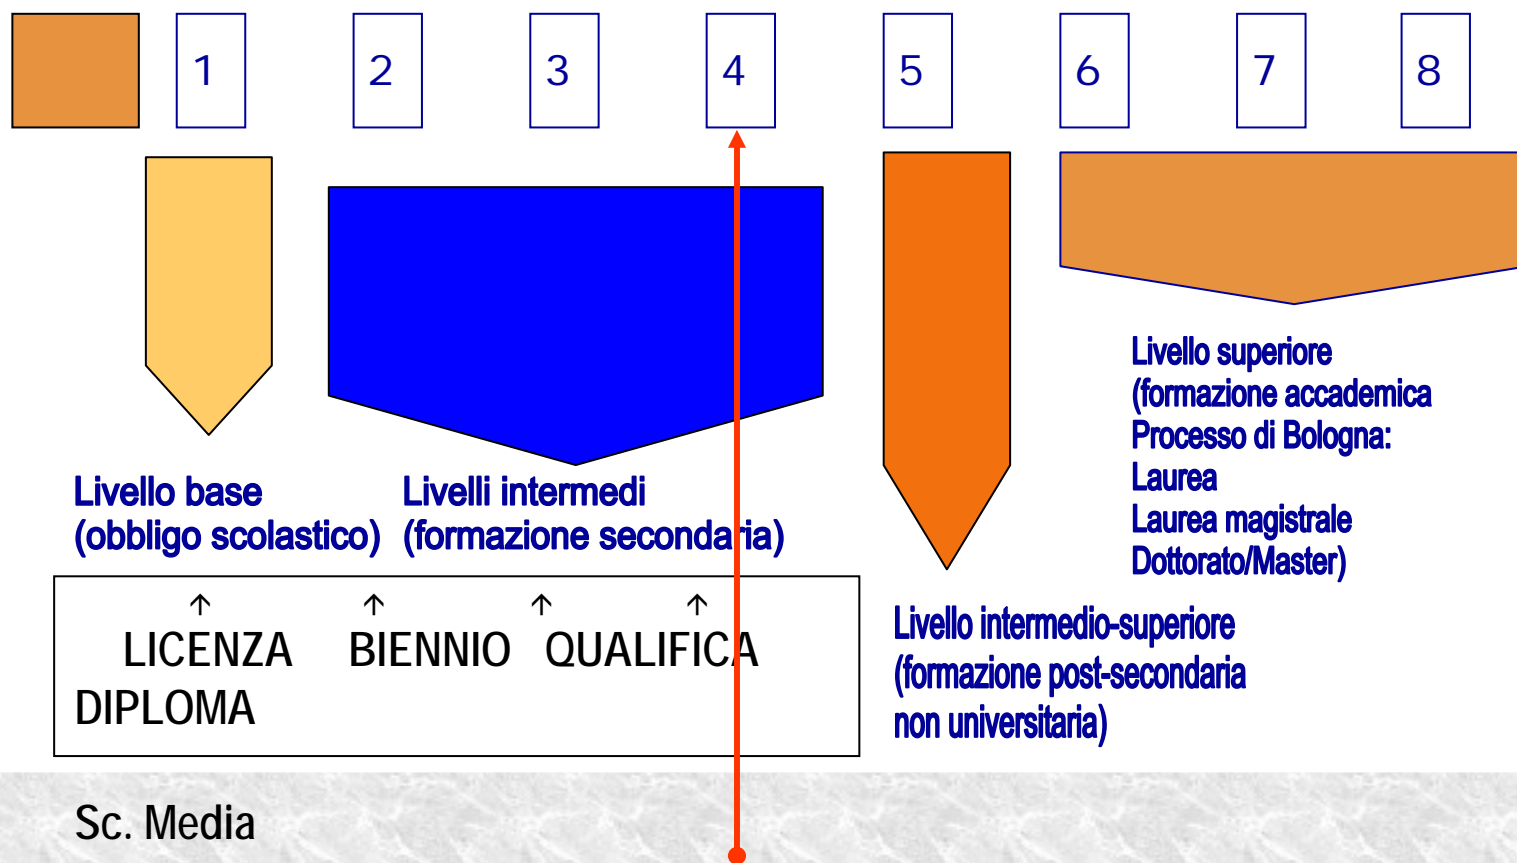 1 2 3 4 5 6 7 8
Livello base
(obbligo scolastico)
Livelli intermedi
(formazione secondaria)
Livello superiore
(formazione accademica
Processo di Bologna:
Laurea
Laurea magistrale
Dottorato/Master)
↑ ↑ ↑ ↑
LICENZA BIENNIO QUALIFICA
DIPLOMA
Livello intermedio-superiore
(formazione post-secondaria
non universitaria)
Sc. Media